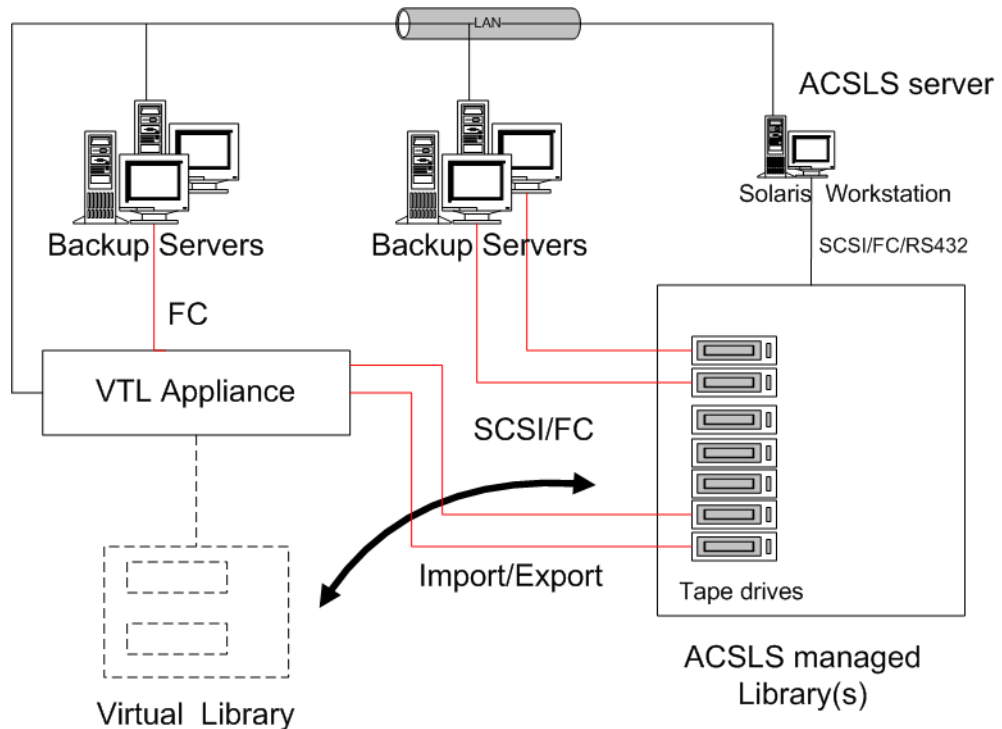 LAN
ACSLS server
Solaris Workstation
Backup Servers
Backup Servers
SCSI/FC/RS432
FC
VTL Appliance
SCSI/FC
Import/Export
Tape drives
ACSLS managed
Library(s)
Virtual Library